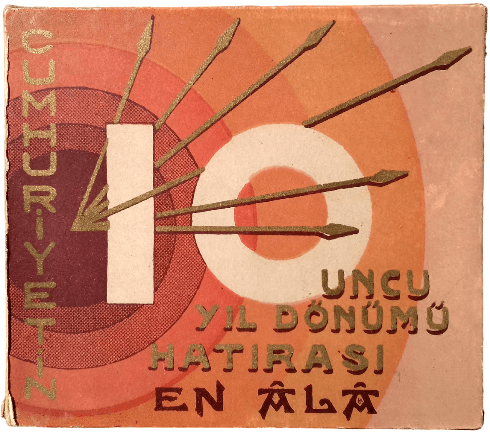 CUMHURİYETİN
10
UNCU
YIL DÖNÜMÜ
HATIRASI
EN ÂLÂ